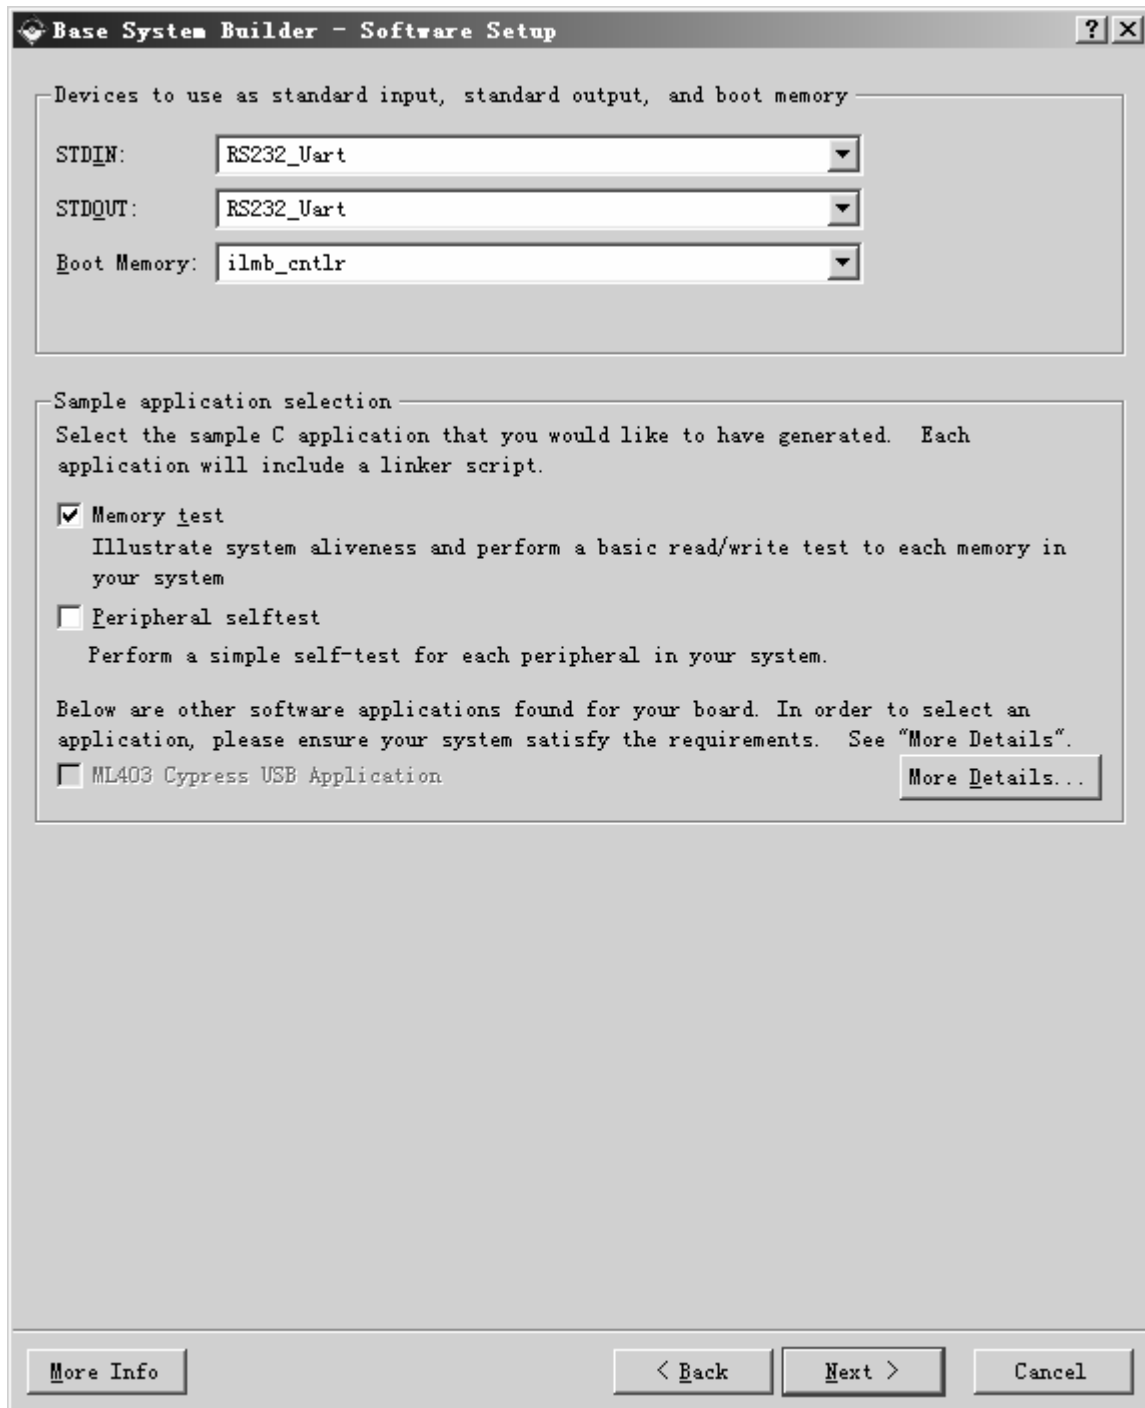 Base System Builder - Software Setup
Devices to use as standard input, standard output, and boot memory
STDIN: RS232_Uart
STDOUT: RS232_Uart
Boot Memory: ilmb_cntlr
Sample application selection
Select the sample C application that you would like to have generated. Each
application will include a linker script.
Memory test
Illustrate system aliveness and perform a basic read/write test to each memory in
your system
Peripheral selftest
Perform a simple self-test for each peripheral in your system.
Below are other software applications found for your board. In order to select an
application, please ensure your system satisfy the requirements. See "More Details".
ML403 Cypress USB Application More Details...
More Info < Back Next > Cancel